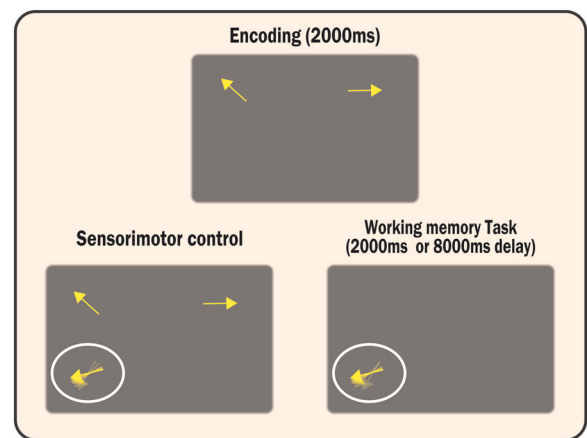 Encoding (2000ms)
Sensorimotor control
Working memory Task
(2000ms or 8000ms delay)